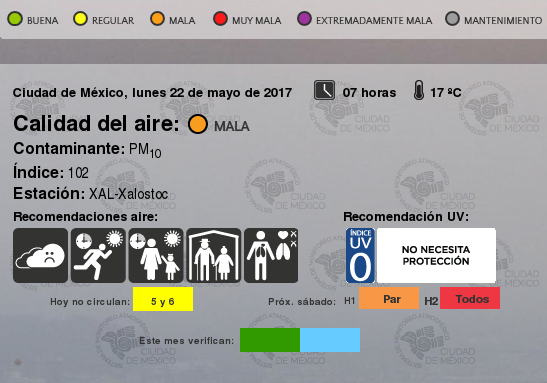 BUENA REGULAR MALA MUY MALA EXTREMADAMENTE MALA MANTENIMIENTO
Ciudad de México, lunes 22 de mayo de 2017 07 horas 17 ºC
Calidad del aire: MALA
Contaminante: PM10
Índice: 102
Estación: XAL-Xalostoc
Recomendaciones aire: Recomendación UV:
ÍNDICE
UV
0
NO NECESITA
PROTECCIÓN
Hoy no circulan: 5 y 6 Próx. sábado: H1 Par H2 Todos
Este mes verifican:
CIUDAD
DE MÉXICO